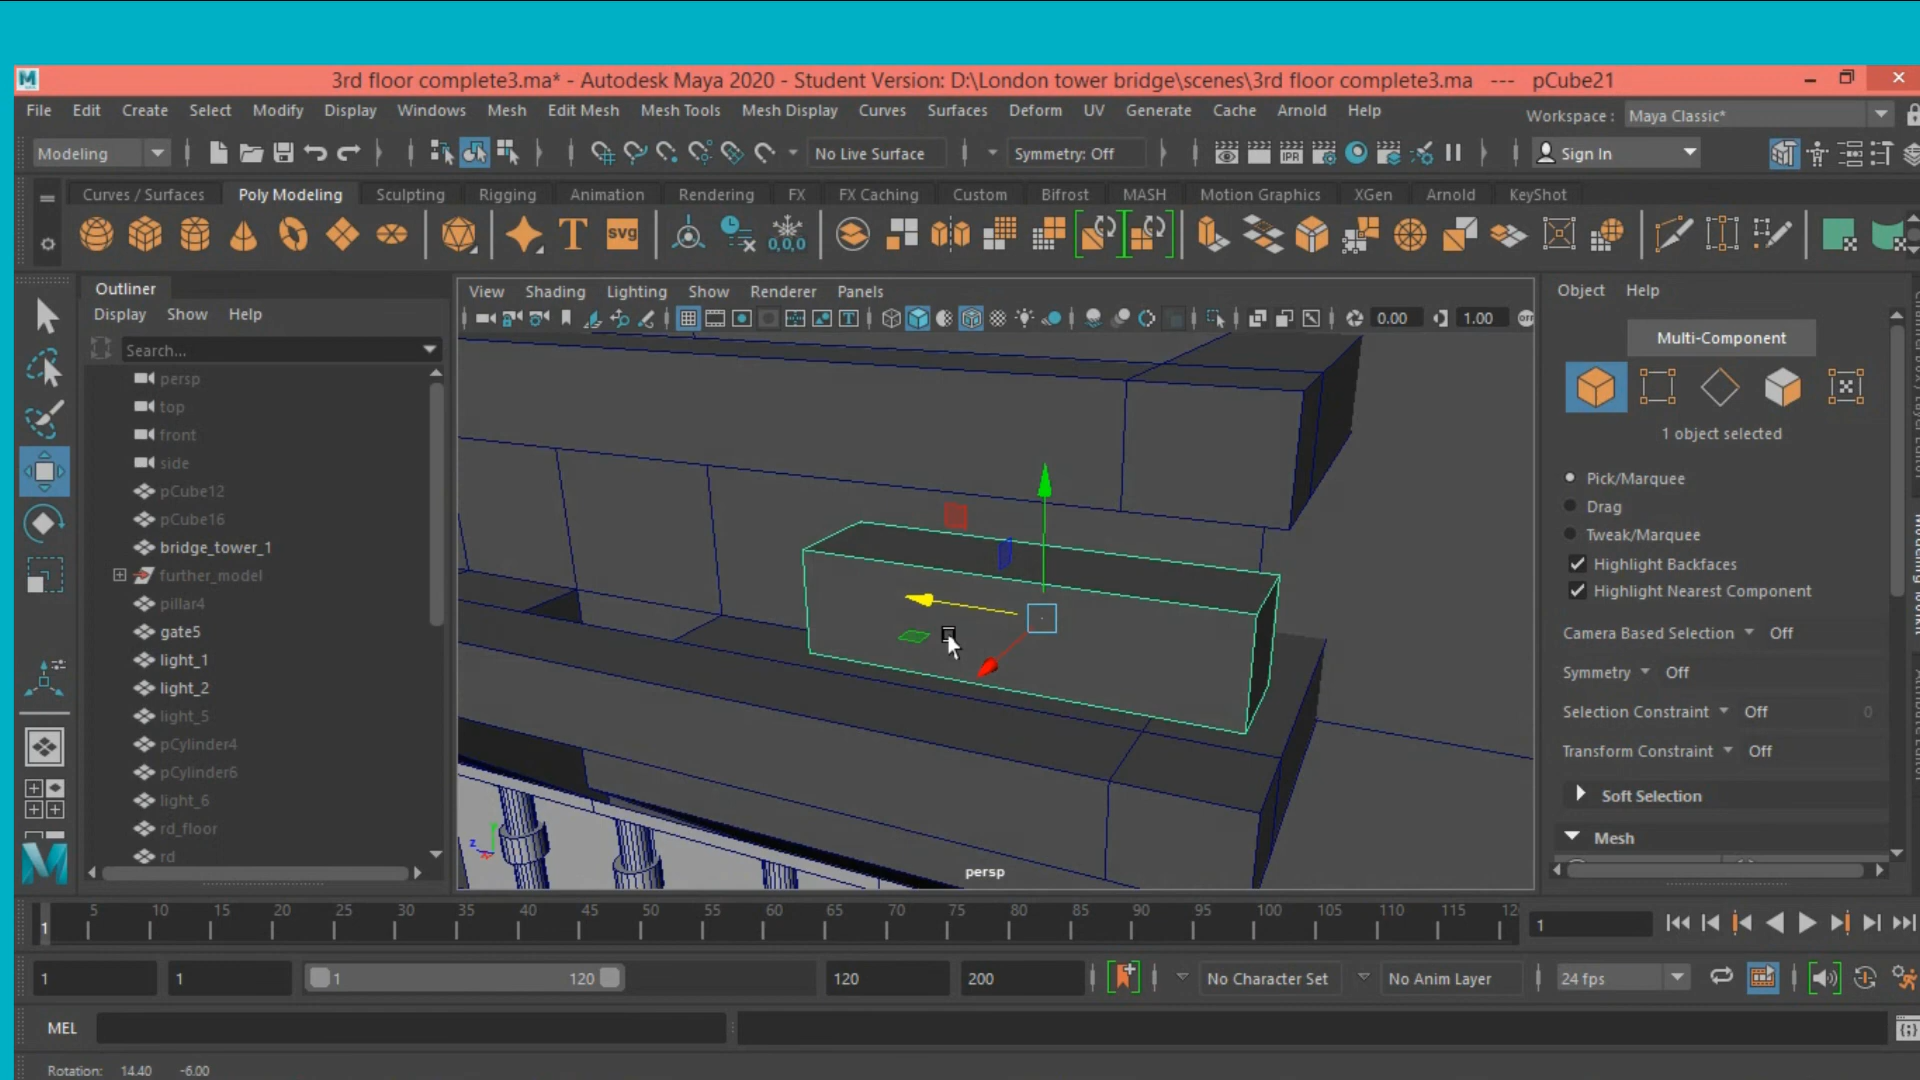 3rd floor complete3.ma* - Autodesk Maya 2020 - Student Version: D:\London tower bridge\scenes\3rd floor complete3.ma --- pCube21
File Edit Create Select Modify Display Windows Mesh Edit Mesh Mesh Tools Mesh Display Curves Surfaces Deform UV Generate Cache Arnold Help
Workspace : Maya Classic*
Modeling No Live Surface Symmetry: Off IPR Sign In
Curves / Surfaces Poly Modeling Sculpting Rigging Animation Rendering FX FX Caching Custom Bifrost MASH Motion Graphics XGen Arnold KeyShot
T svg 0,0,0
Outliner
Display Show Help
Search...
persp
top
front
side
pCube12
pCube16
bridge_tower_1
further_model
pillar4
gate5
light_1
light_2
light_5
pCylinder4
pCylinder6
light_6
rd_floor
rd
View Shading Lighting Show Renderer Panels
0.00 1.00
z
persp
Object Help
Multi-Component
1 object selected
Pick/Marquee
Drag
Tweak/Marquee
Highlight Backfaces
Highlight Nearest Component
Camera Based Selection Off
Symmetry Off
Selection Constraint Off 0
Transform Constraint Off
Soft Selection
Mesh
1 5 10 15 20 25 30 35 40 45 50 55 60 65 70 75 80 85 90 95 100 105 110 115 12
1
1 1 1 120 120 200 No Character Set No Anim Layer 24 fps
MEL
Rotation: 14.40 -6.00